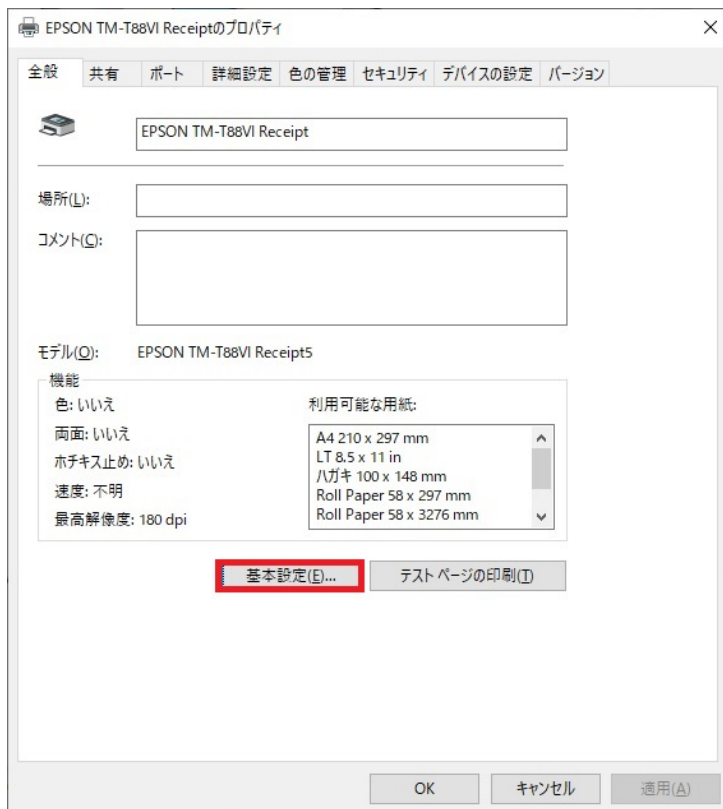 EPSON TM-T88VI Receiptのプロパティ
全般 共有 ポート 詳細設定 色の管理 セキュリティ デバイスの設定 バージョン
EPSON TM-T88VI Receipt
場所(L):
コメント(C):
モデル(O): EPSON TM-T88VI Receipt5
機能
色: いいえ
両面: いいえ
ホチキス止め: いいえ
速度: 不明
最高解像度: 180 dpi
利用可能な用紙:
A4 210 x 297 mm
LT 8.5 x 11 in
ハガキ 100 x 148 mm
Roll Paper 58 x 297 mm
Roll Paper 58 x 3276 mm
基本設定(E)... テスト ページの印刷(T)
OK キャンセル 適用(A)